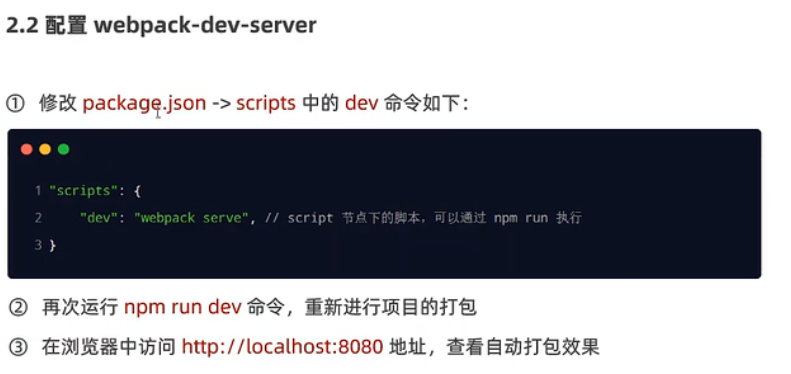 2.2 配置 webpack-dev-server
① 修改 package.json -> scripts 中的 dev 命令如下：
1 "scripts": {
2 "dev": "webpack serve", // script 节点下的脚本，可以通过 npm run 执行
3 }
② 再次运行 npm run dev 命令，重新进行项目的打包
③ 在浏览器中访问 http://localhost:8080 地址，查看自动打包效果